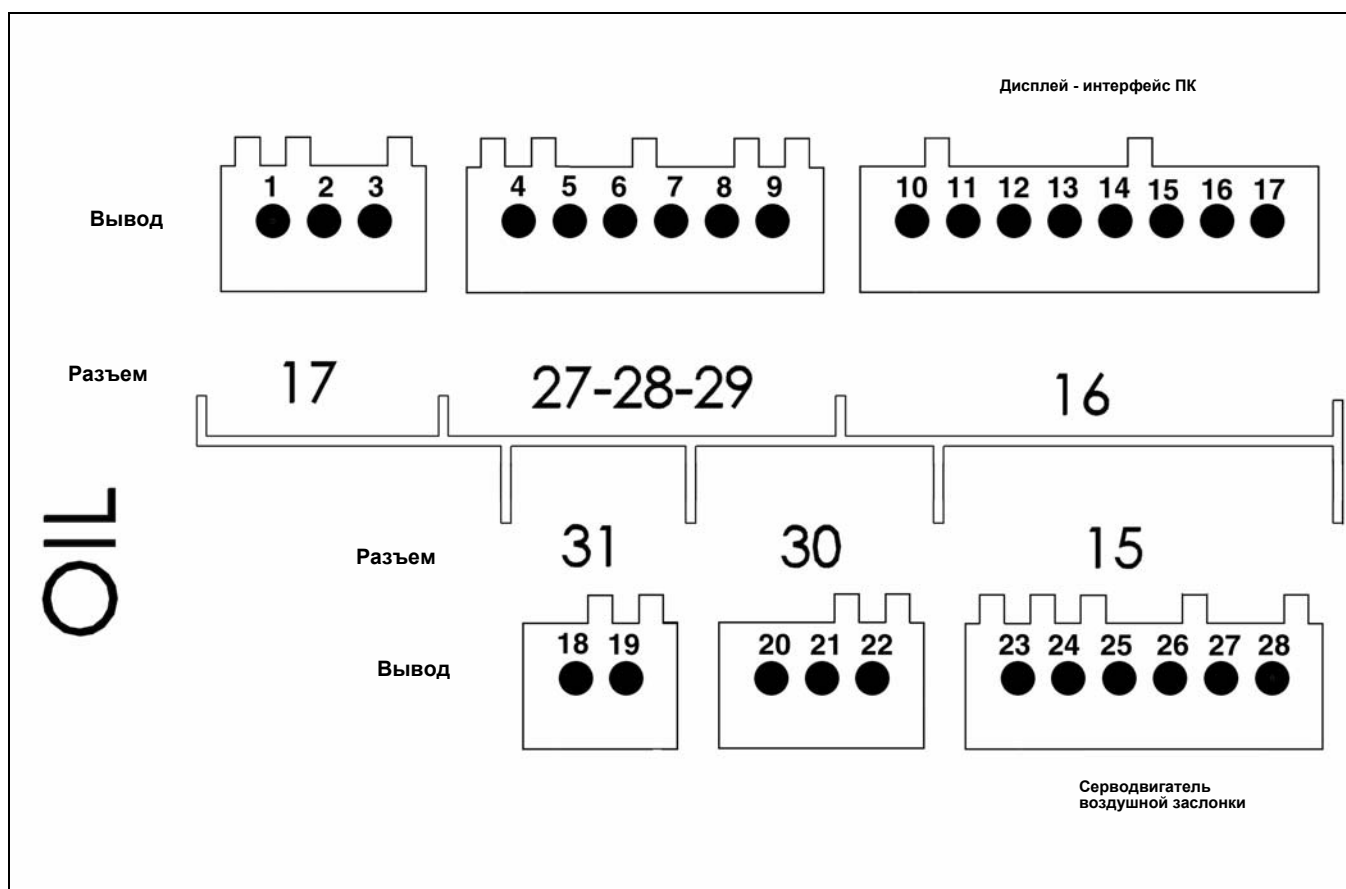 Дисплей - интерфейс ПК
1 2 3 4 5 6 7 8 9 10 11 12 13 14 15 16 17
Вывод
Разъем 17 27-28-29 16
OIL
Разъем 31 30 15
18 19 20 21 22 23 24 25 26 27 28
Вывод
Серводвигатель
воздушной заслонки